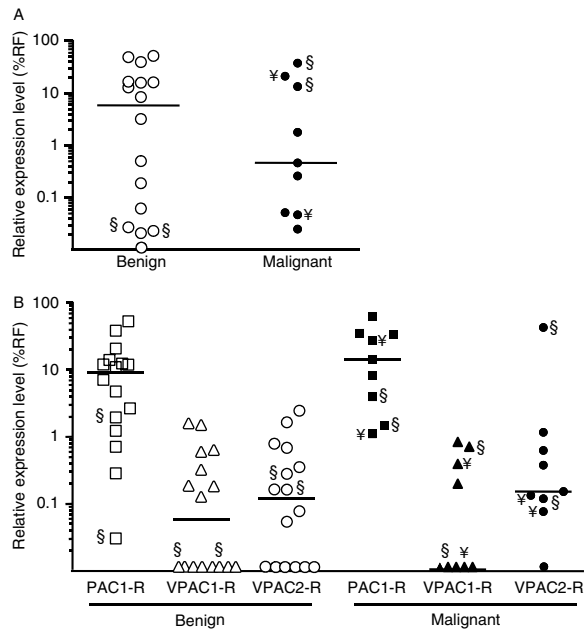 A
Relative expression level (%RF)
100
10
1
0.1
§
§
¥
§
§
¥
Benign
Malignant
B
Relative expression level (%RF)
100
10
1
0.1
§
§
§
§
§
§
¥
§
§
¥
§
¥
§
¥
§
¥
¥
§
PAC1-R
VPAC1-R
VPAC2-R
PAC1-R
VPAC1-R
VPAC2-R
Benign
Malignant